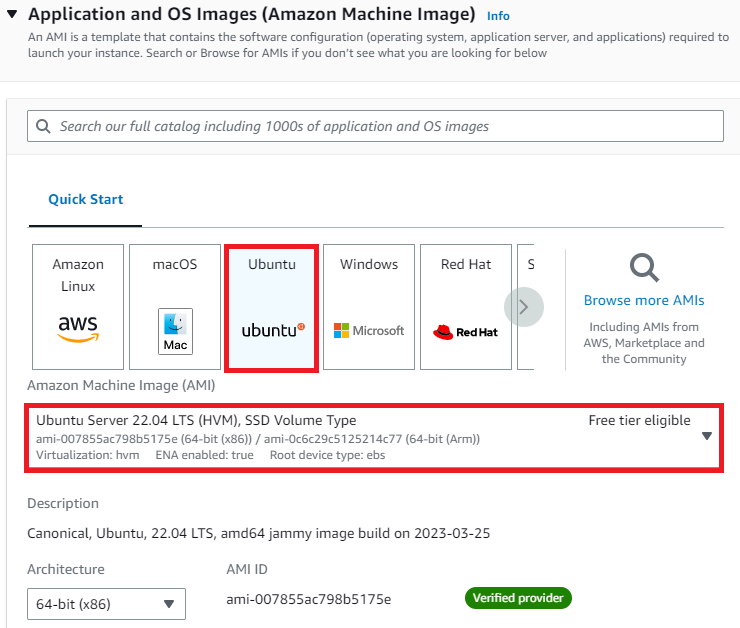 Application and OS Images (Amazon Machine Image) Info
An AMI is a template that contains the software configuration (operating system, application server, and applications) required to
launch your instance. Search or Browse for AMIs if you don't see what you are looking for below
Search our full catalog including 1000s of application and OS images
Quick Start
Amazon
Linux
aws
macOS
Mac
Ubuntu
ubuntu
Windows
Microsoft
Red Hat
Red Hat
S
Browse more AMIs
Including AMIs from
AWS, Marketplace and
the Community
Amazon Machine Image (AMI)
Ubuntu Server 22.04 LTS (HVM), SSD Volume Type Free tier eligible
ami-007855ac798b5175e (64-bit (x86)) / ami-0c6c29c5125214c77 (64-bit (Arm))
Virtualization: hvm ENA enabled: true Root device type: ebs
Description
Canonical, Ubuntu, 22.04 LTS, amd64 jammy image build on 2023-03-25
Architecture AMI ID
64-bit (x86) ami-007855ac798b5175e Verified provider